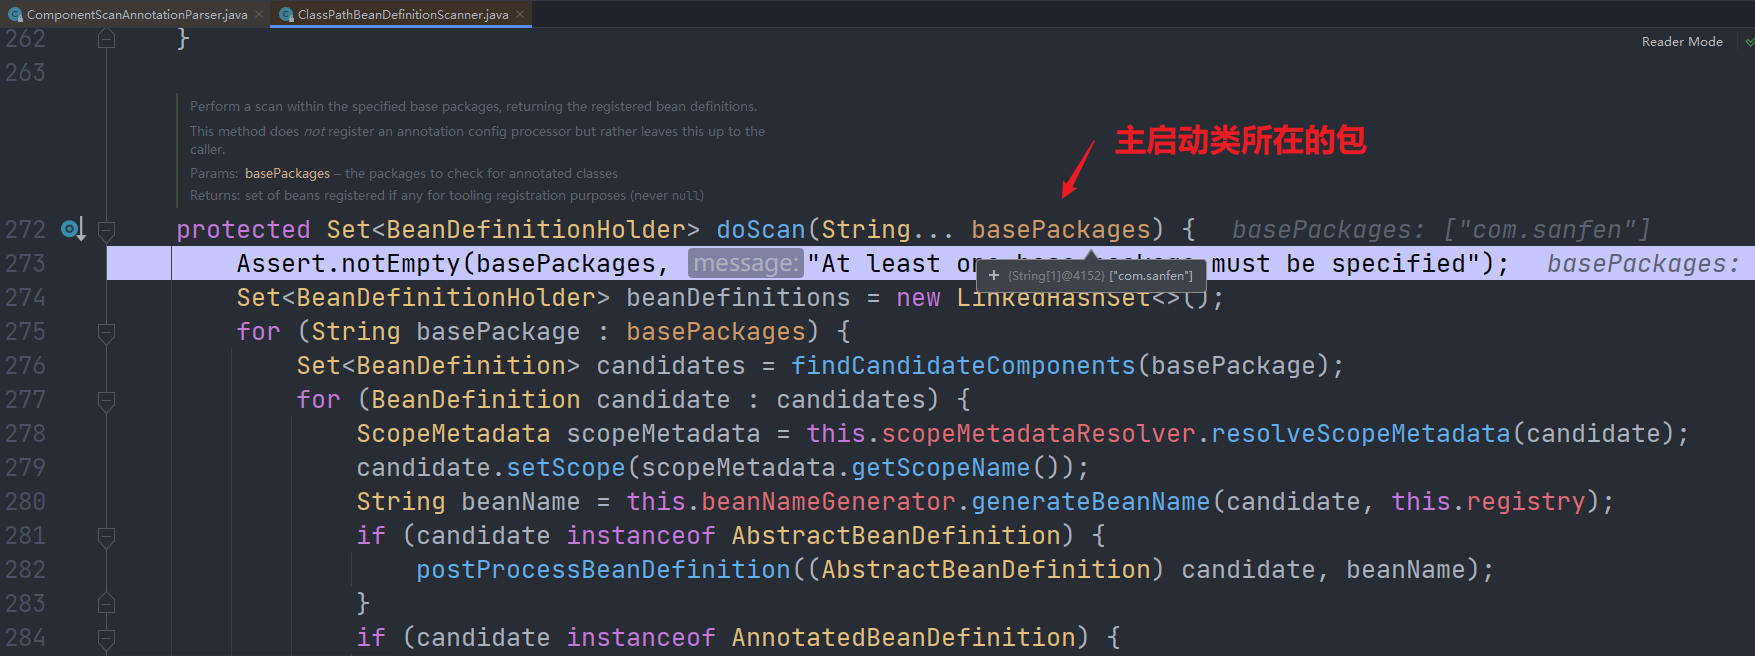 ComponentScanAnnotationParser.java × ClassPathBeanDefinitionScanner.java ×
262 }
Reader Mode
263
Perform a scan within the specified base packages, returning the registered bean definitions.
This method does not register an annotation config processor but rather leaves this up to the
caller.
Params: basePackages – the packages to check for annotated classes
Returns: set of beans registered if any for tooling registration purposes (never null)
主启动类所在的包
272 protected Set<BeanDefinitionHolder> doScan(String... basePackages) { basePackages: ["com.sanfen"]
273 Assert.notEmpty(basePackages, message: "At least must be specified"); basePackages:
+ {String[1]@4152} ["com.sanfen"]
274 Set<BeanDefinitionHolder> beanDefinitions = new LinkedHashSet<>();
275 for (String basePackage : basePackages) {
276 Set<BeanDefinition> candidates = findCandidateComponents(basePackage);
277 for (BeanDefinition candidate : candidates) {
278 ScopeMetadata scopeMetadata = this.scopeMetadataResolver.resolveScopeMetadata(candidate);
279 candidate.setScope(scopeMetadata.getScopeName());
280 String beanName = this.beanNameGenerator.generateBeanName(candidate, this.registry);
281 if (candidate instanceof AbstractBeanDefinition) {
282 postProcessBeanDefinition((AbstractBeanDefinition) candidate, beanName);
283 }
284 if (candidate instanceof AnnotatedBeanDefinition) {